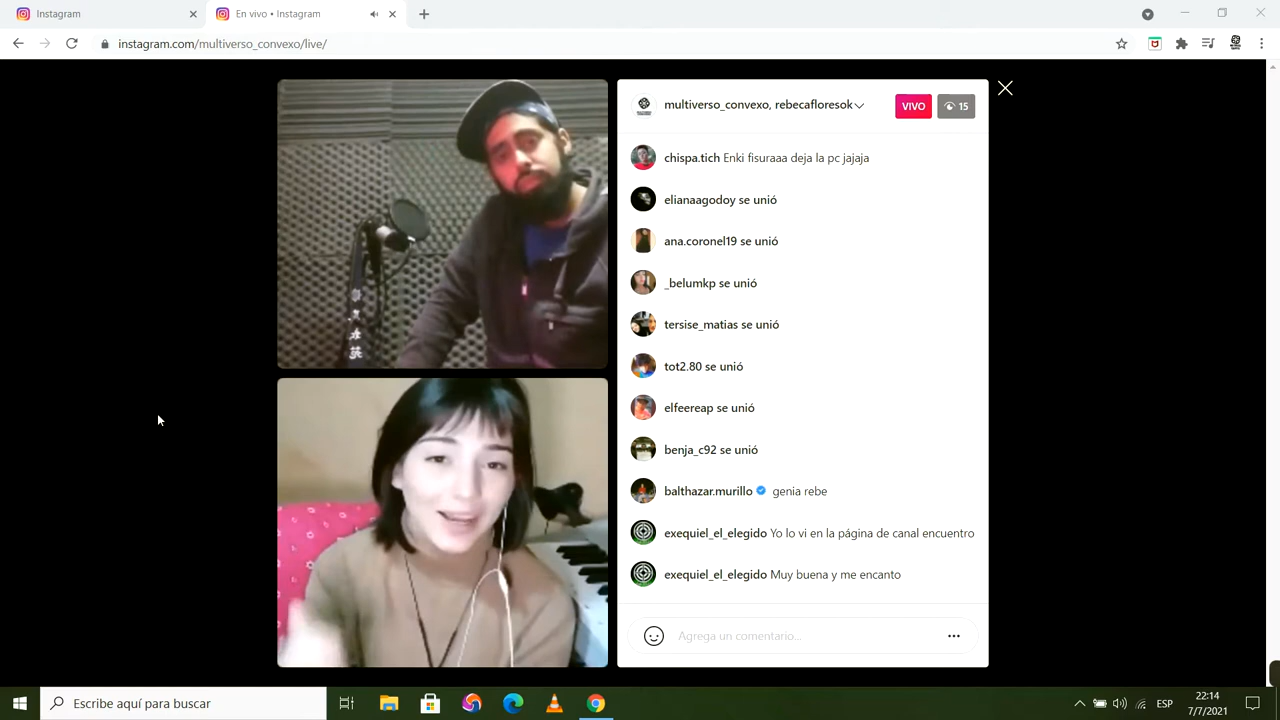 Instagram
En vivo • Instagram
instagram.com/multiverso_convexo/live/
multiverso_convexo, rebecafloresok
VIVO
15
chispa.tich Enki fisuraaa deja la pc jajaja
elianaagodoy se unió
ana.coronel19 se unió
_belumkp se unió
tersise_matias se unió
tot2.80 se unió
elfeereap se unió
benja_c92 se unió
balthazar.murillo genia rebe
exequiel_el_elegido Yo lo vi en la página de canal encuentro
exequiel_el_elegido Muy buena y me encanto
Agrega un comentario...
Escribe aquí para buscar
ESP
22:14
7/7/2021